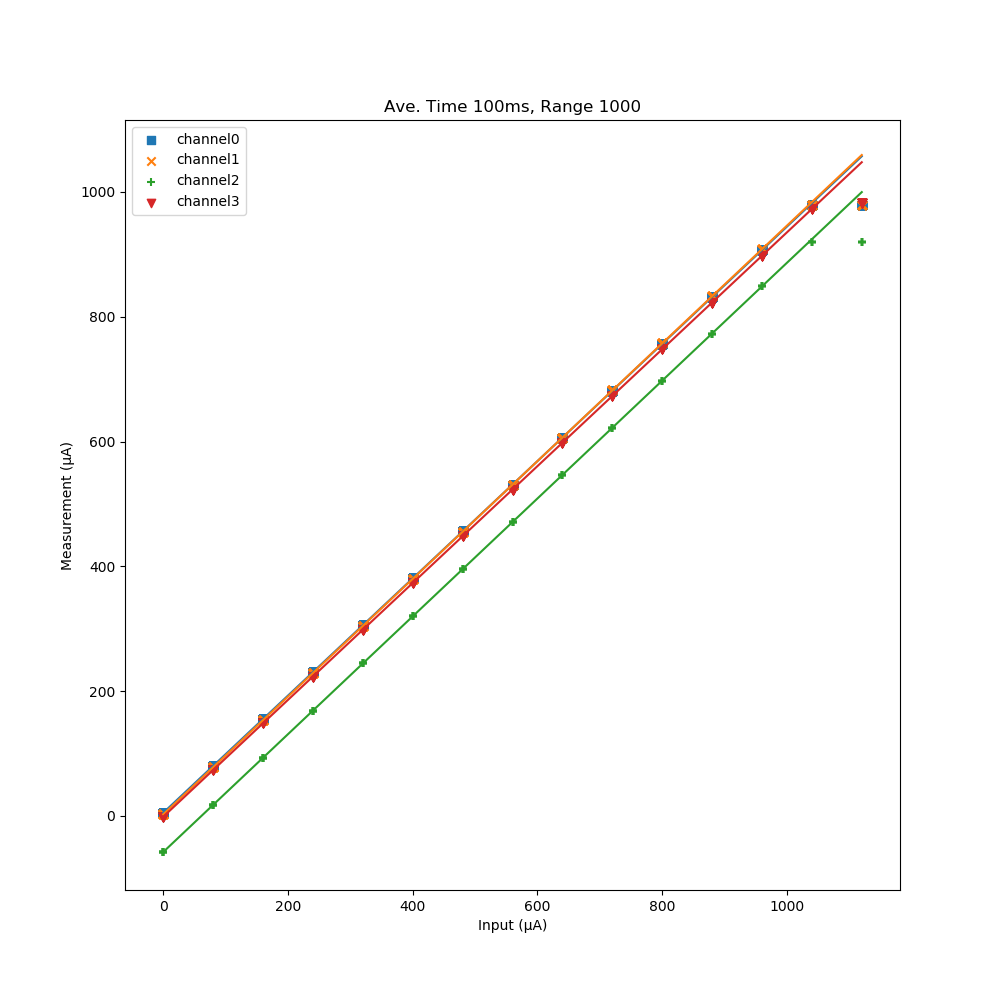 Ave. Time 100ms, Range 1000
channel0
channel1
channel2
channel3
1000
800
600
400
200
0
Measurement (μA)
0 200 400 600 800 1000
Input (μA)